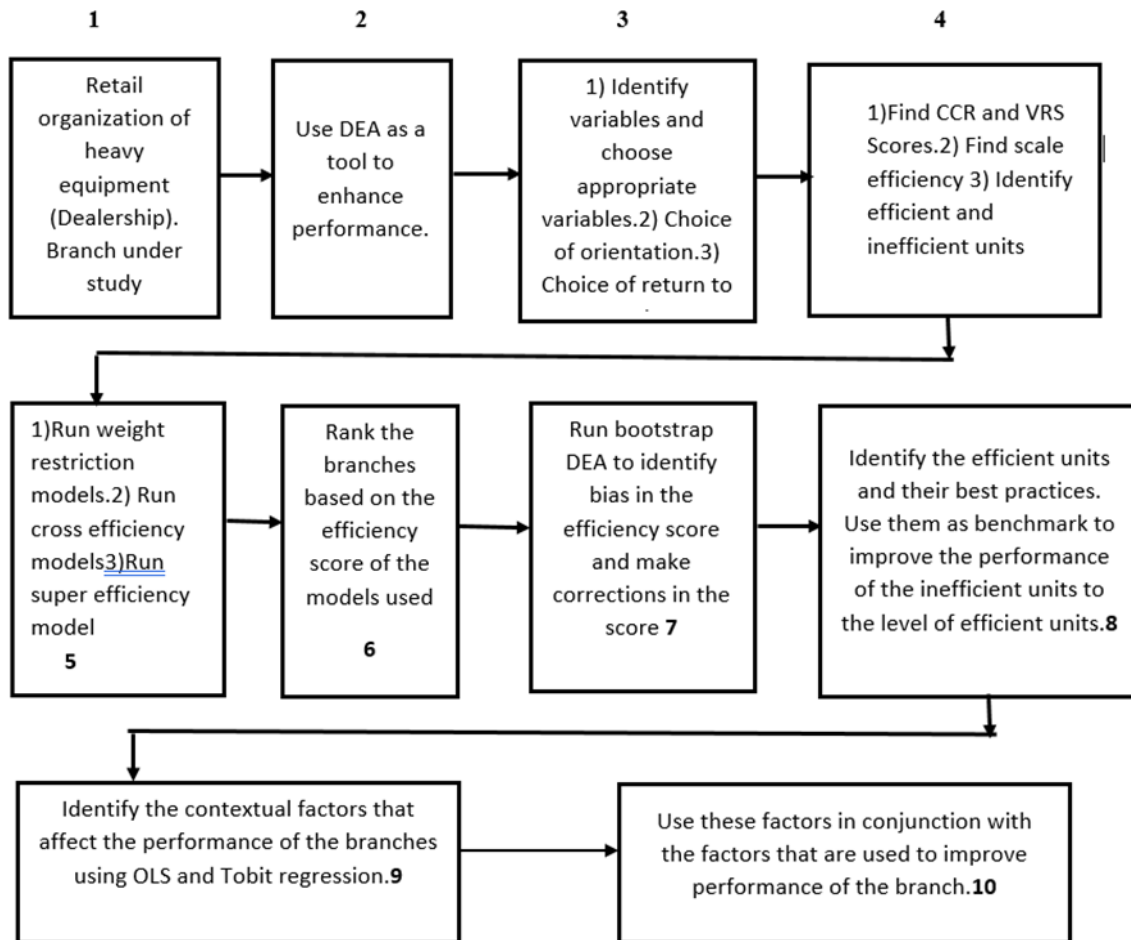 1
2
3
4
Retail
organization of
heavy
equipment
(Dealership).
Branch under
study
Use DEA as a
tool to
enhance
performance.
1) Identify
variables and
choose
appropriate
variables.2) Choice
of orientation.3)
Choice of return to
1)Find CCR and VRS
Scores.2) Find scale
efficiency 3) Identify
efficient and
inefficient units
1)Run weight
restriction
models.2) Run
cross efficiency
models3)Run
super efficiency
model
5
Rank the
branches
based on the
efficiency
score of the
models used
6
Run bootstrap
DEA to identify
bias in the
efficiency score
and make
corrections in the
score 7
Identify the efficient units
and their best practices.
Use them as benchmark to
improve the performance
of the inefficient units to
the level of efficient units.8
Identify the contextual factors that
affect the performance of the branches
using OLS and Tobit regression.9
Use these factors in conjunction with
the factors that are used to improve
performance of the branch.10